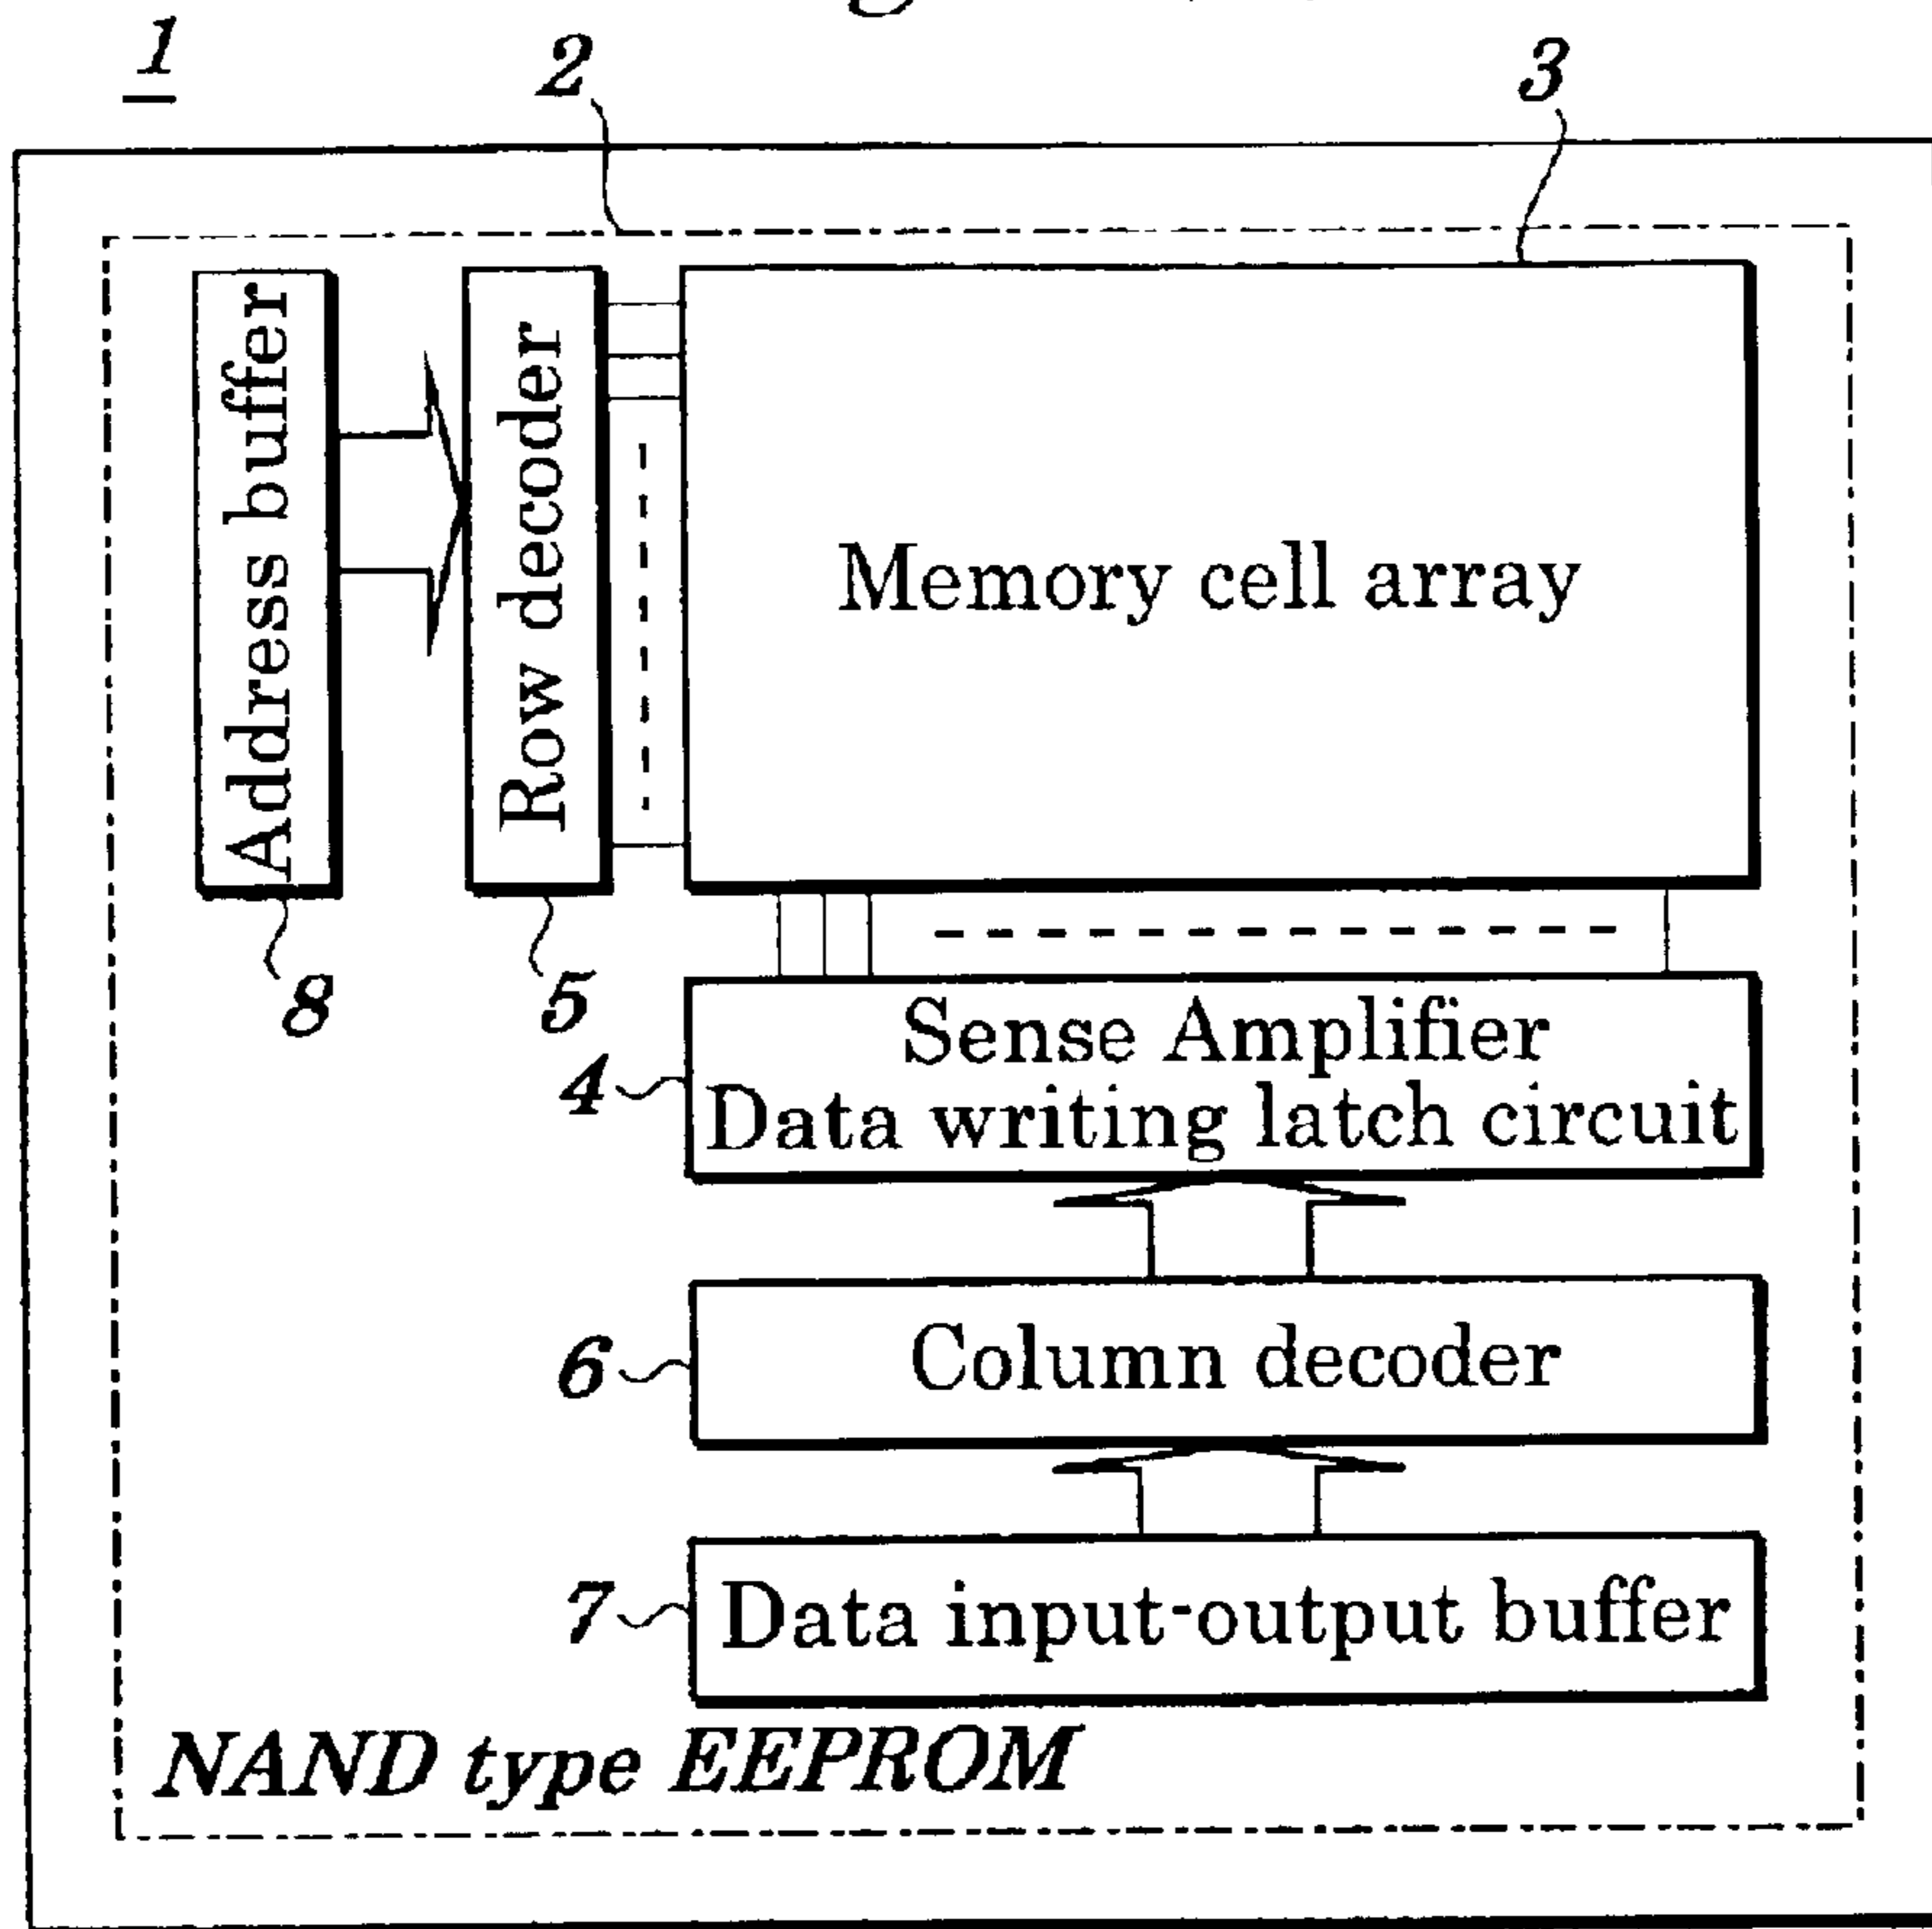 1
2
3
Address buffer
Row decoder
Memory cell array
8
5
Sense Amplifier
4
Data writing latch circuit
6
Column decoder
7
Data input-output buffer
NAND type EEPROM